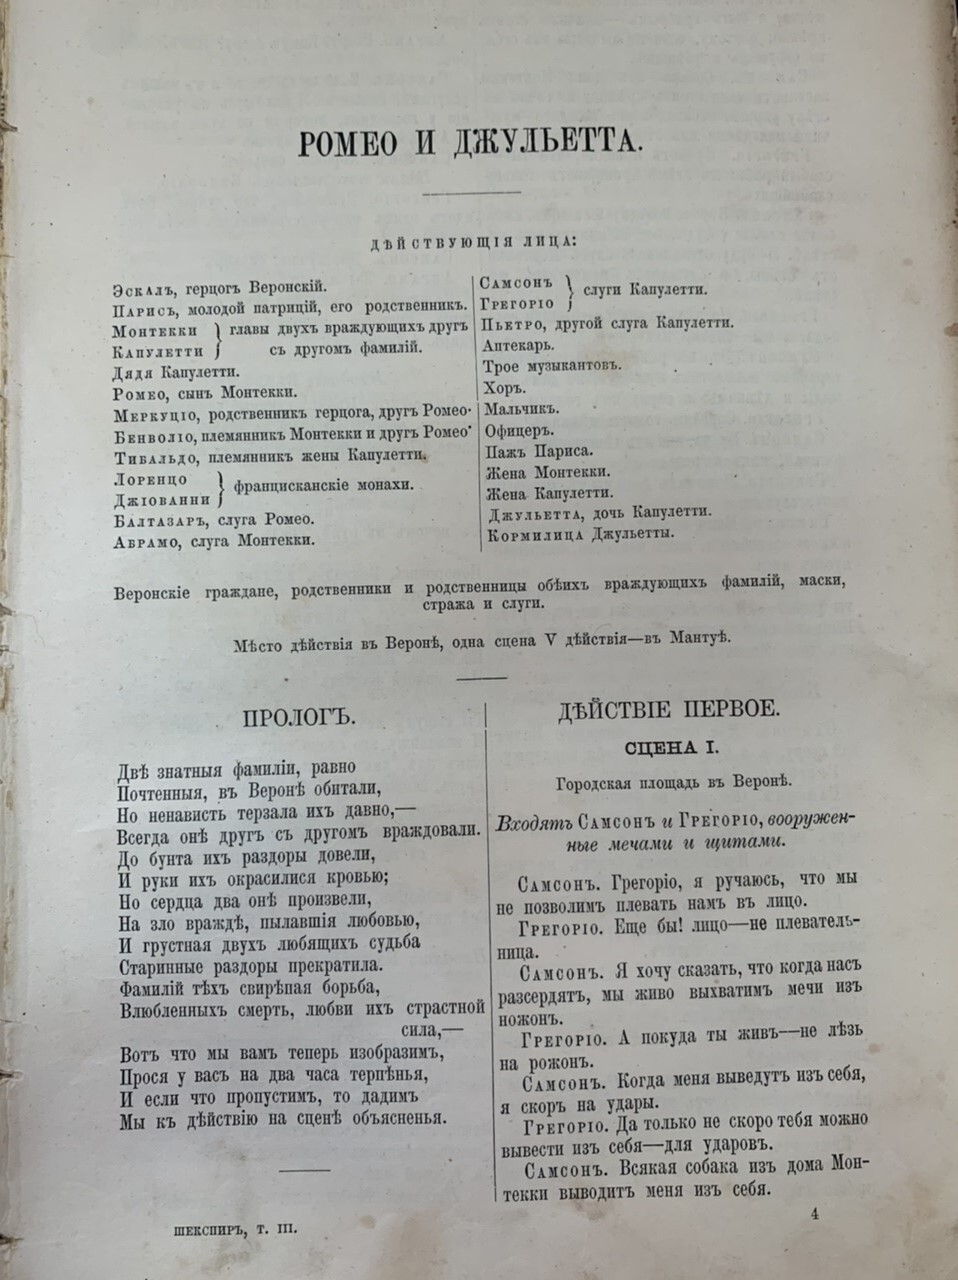 РОМЕО И ДЖУЛЬЕТТА.
ДѢЙСТВУЮЩІЯ ЛИЦА:
Эскалъ, герцогъ Веронскій.
Парисъ, молодой патрицій, его родственникъ.
Монтекки } главы двухъ враждующихъ другъ
Капулетти } съ другомъ фамилій.
Дядя Капулетти.
Ромео, сынъ Монтекки.
Меркуціо, родственникъ герцога, другъ Ромео.
Бенволіо, племянникъ Монтекки и другъ Ромео.
Тибальдо, племянникъ жены Капулетти.
Лоренцо
} францисканскіе монахи.
Джіованни
Балтазаръ, слуга Ромео.
Абрамо, слуга Монтекки.
Самсонъ
} слуги Капулетти.
Грегоріо
Пьетро, другой слуга Капулетти.
Аптекарь.
Трое музыкантовъ.
Хоръ.
Мальчикъ.
Офицеръ.
Пажъ Париса.
Жена Монтекки.
Жена Капулетти.
Джульетта, дочь Капулетти.
Кормилица Джульетты.
Веронскіе граждане, родственники и родственницы обѣихъ враждующихъ фамилій, маски,
стража и слуги.
Мѣсто дѣйствія въ Веронѣ, одна сцена V дѣйствія—въ Мантуѣ.
ПРОЛОГЪ.
Двѣ знатныя фамиліи, равно
Почтенныя, въ Веронѣ обитали,
Но ненависть терзала ихъ давно,—
Всегда онѣ другъ съ другомъ враждовали.
До бунта ихъ раздоры довели,
И руки ихъ окрасилися кровью;
Но сердца два онѣ произвели,
На зло враждѣ, пылавшія любовью,
И грустная двухъ любящихъ судьба
Старинные раздоры прекратила.
Фамилій тѣхъ свирѣпая борьба,
Влюбленныхъ смерть, любви ихъ страстной
сила,—
Вотъ что мы вамъ теперь изобразимъ,
Прося у васъ на два часа терпѣнья,
И если что пропустимъ, то дадимъ
Мы къ дѣйствію на сценѣ объясненья.
ДѢЙСТВІЕ ПЕРВОЕ.
СЦЕНА I.
Городская площадь въ Веронѣ.
Входятъ Самсонъ и Грегоріо, вооружен-
ные мечами и щитами.
Самсонъ. Грегоріо, я ручаюсь, что мы
не позволимъ плевать намъ въ лицо.
Грегоріо. Еще бы! лицо—не плеватель-
ница.
Самсонъ. Я хочу сказать, что когда насъ
разсердятъ, мы живо выхватимъ мечи изъ
ножонъ.
Грегоріо. А покуда ты живъ—не лѣзь
на рожонъ.
Самсонъ. Когда меня выведутъ изъ себя,
я скоръ на удары.
Грегоріо. Да только не скоро тебя можно
вывести изъ себя—для ударовъ.
Самсонъ. Всякая собака изъ дома Мон-
текки выводитъ меня изъ себя.
ШЕКСПИРЪ, Т. III.
4